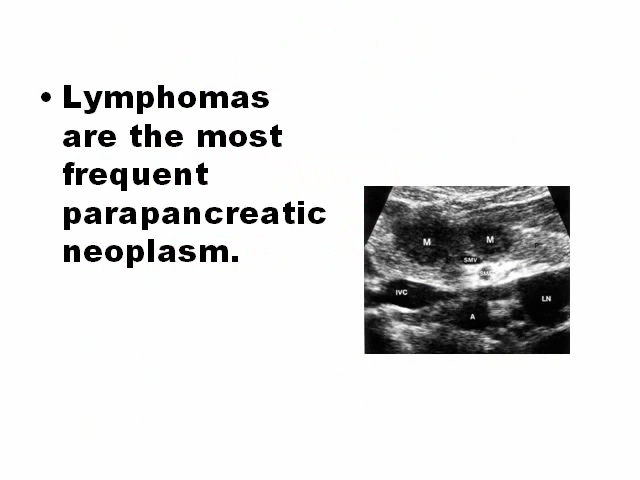 • Lymphomas
are the most
frequent
parapancreatic
neoplasm.
M M P
SMV
SMA
IVC LN
A